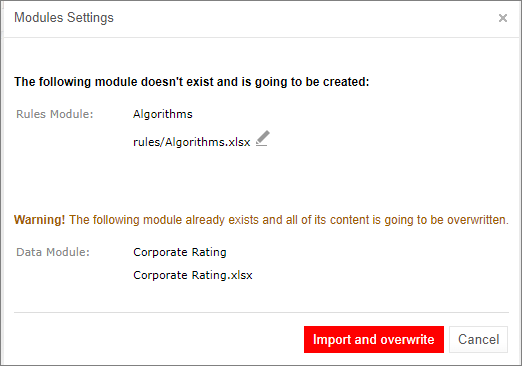 Modules Settings ×
The following module doesn't exist and is going to be created:
Rules Module: Algorithms
rules/Algorithms.xlsx
Warning! The following module already exists and all of its content is going to be overwritten.
Data Module: Corporate Rating
Corporate Rating.xlsx
Import and overwrite Cancel